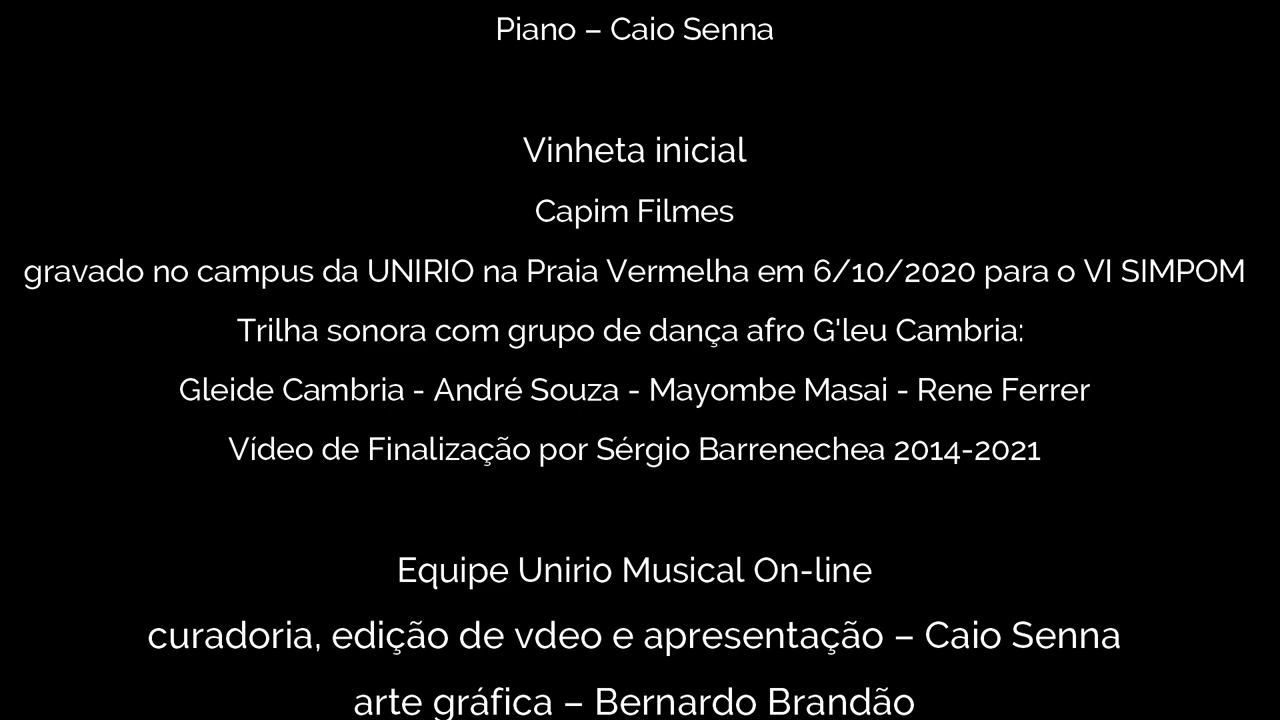 Piano – Caio Senna
Vinheta inicial
Capim Filmes
gravado no campus da UNIRIO na Praia Vermelha em 6/10/2020 para o VI SIMPOM
Trilha sonora com grupo de dança afro G'leu Cambria:
Gleide Cambria - André Souza - Mayombe Masai - Rene Ferrer
Vídeo de Finalização por Sérgio Barrenechea 2014-2021
Equipe Unirio Musical On-line
curadoria, edição de vdeo e apresentação – Caio Senna
arte gráfica – Bernardo Brandão